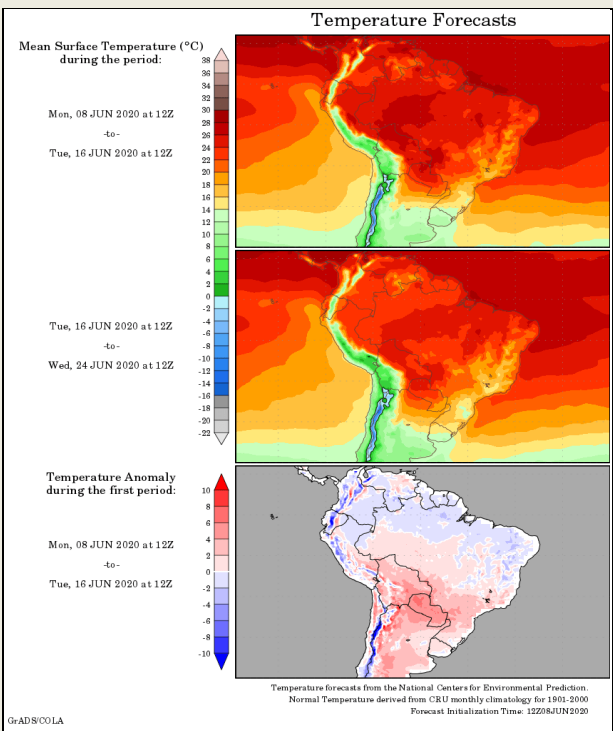 Temperature Forecasts
Mean Surface Temperature (°C)
during the period:
Mon, 08 JUN 2020 at 12Z
-to-
Tue, 16 JUN 2020 at 12Z
38
36
34
32
30
28
26
24
22
20
18
16
14
12
10
8
6
4
2
0
-2
-4
-6
-8
-10
-12
-14
-16
-18
-20
-22
Tue, 16 JUN 2020 at 12Z
-to-
Wed, 24 JUN 2020 at 12Z
Temperature Anomaly
during the first period:
Mon, 08 JUN 2020 at 12Z
-to-
Tue, 16 JUN 2020 at 12Z
10
8
6
4
2
0
-2
-4
-6
-8
-10
Temperature forecasts from the National Centers for Environmental Prediction.
Normal Temperature derived from CRU monthly climatology for 1901-2000
Forecast Initialization Time: 12Z08JUN2020
GrADS/COLA